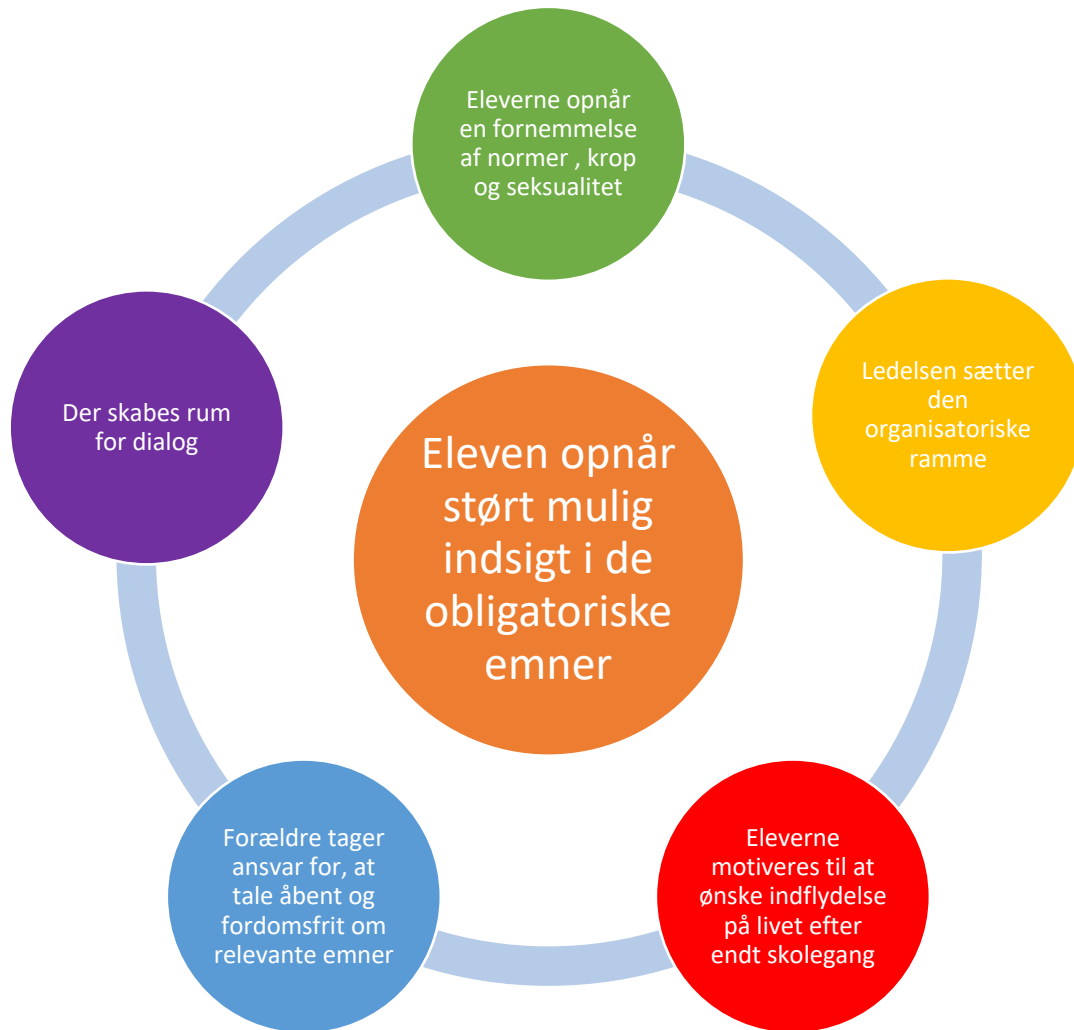 Eleverne opnår
en fornemmelse
af normer , krop
og seksualitet
Ledelsen sætter
den
organisatoriske
ramme
Der skabes rum
for dialog
Eleven opnår
størt mulig
indsigt i de
obligatoriske
emner
Eleverne
motiveres til at
ønske indflydelse
på livet efter
endt skolegang
Forældre tager
ansvar for, at
tale åbent og
fordomsfrit om
relevante emner